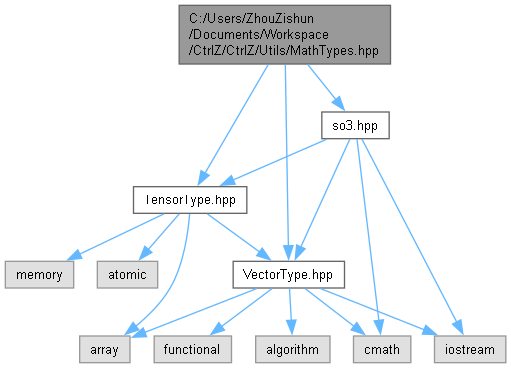 C:/Users/ZhouZishun
/Documents/Workspace
/CtrlZ/CtrlZ/Utils/MathTypes.hpp
so3.hpp
TensorType.hpp
memory
atomic
VectorType.hpp
array
functional
algorithm
cmath
iostream